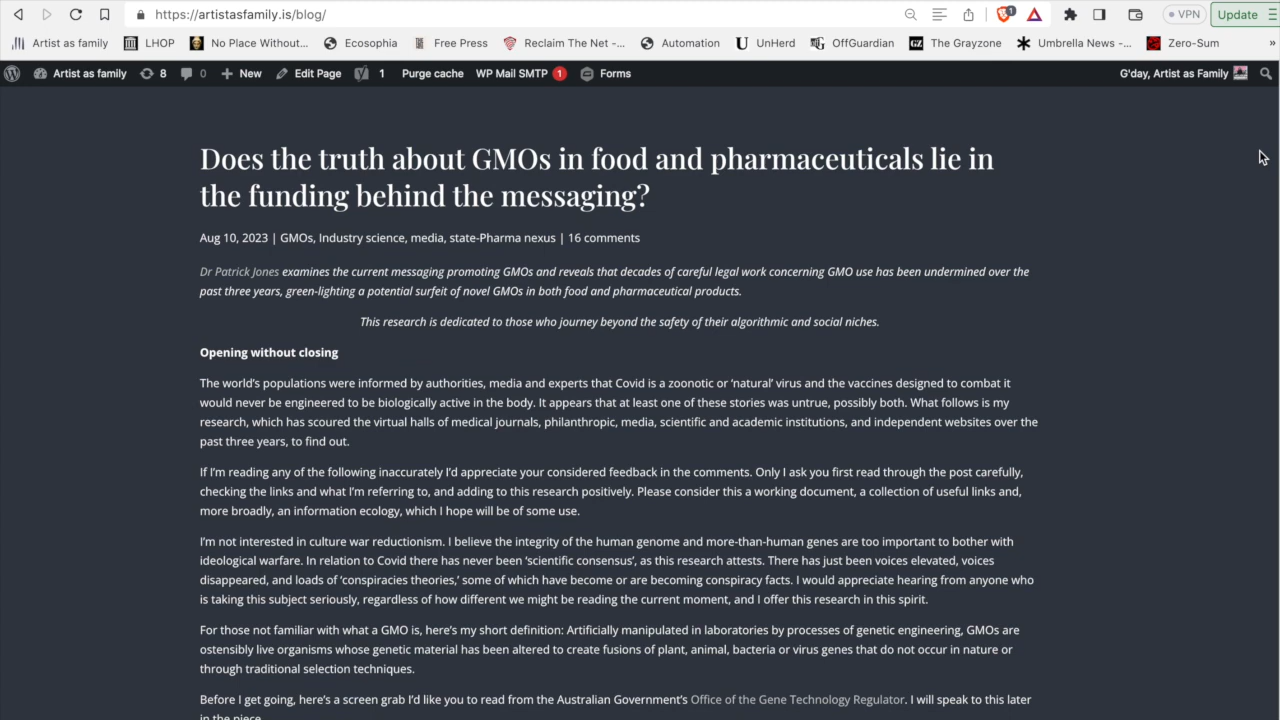 https://artistasfamily.is/blog/
1
VPN
Update
Artist as family
LHOP
No Place Without...
Ecosophia
Free Press
Reclaim The Net -...
Automation
UnHerd
OffGuardian
The Grayzone
Umbrella News -...
Zero-Sum
»
Artist as family
8
0
New
Edit Page
1
Purge cache
WP Mail SMTP 1
Forms
G'day, Artist as Family
Does the truth about GMOs in food and pharmaceuticals lie in
the funding behind the messaging?
Aug 10, 2023 | GMOs, Industry science, media, state-Pharma nexus | 16 comments
Dr Patrick Jones examines the current messaging promoting GMOs and reveals that decades of careful legal work concerning GMO use has been undermined over the
past three years, green-lighting a potential surfeit of novel GMOs in both food and pharmaceutical products.
This research is dedicated to those who journey beyond the safety of their algorithmic and social niches.
Opening without closing
The world's populations were informed by authorities, media and experts that Covid is a zoonotic or 'natural' virus and the vaccines designed to combat it
would never be engineered to be biologically active in the body. It appears that at least one of these stories was untrue, possibly both. What follows is my
research, which has scoured the virtual halls of medical journals, philanthropic, media, scientific and academic institutions, and independent websites over the
past three years, to find out.
If I'm reading any of the following inaccurately I'd appreciate your considered feedback in the comments. Only I ask you first read through the post carefully,
checking the links and what I'm referring to, and adding to this research positively. Please consider this a working document, a collection of useful links and,
more broadly, an information ecology, which I hope will be of some use.
I'm not interested in culture war reductionism. I believe the integrity of the human genome and more-than-human genes are too important to bother with
ideological warfare. In relation to Covid there has never been 'scientific consensus', as this research attests. There has just been voices elevated, voices
disappeared, and loads of 'conspiracies theories,' some of which have become or are becoming conspiracy facts. I would appreciate hearing from anyone who
is taking this subject seriously, regardless of how different we might be reading the current moment, and I offer this research in this spirit.
For those not familiar with what a GMO is, here's my short definition: Artificially manipulated in laboratories by processes of genetic engineering, GMOs are
ostensibly live organisms whose genetic material has been altered to create fusions of plant, animal, bacteria or virus genes that do not occur in nature or
through traditional selection techniques.
Before I get going, here's a screen grab I'd like you to read from the Australian Government's Office of the Gene Technology Regulator. I will speak to this later
in the piece.